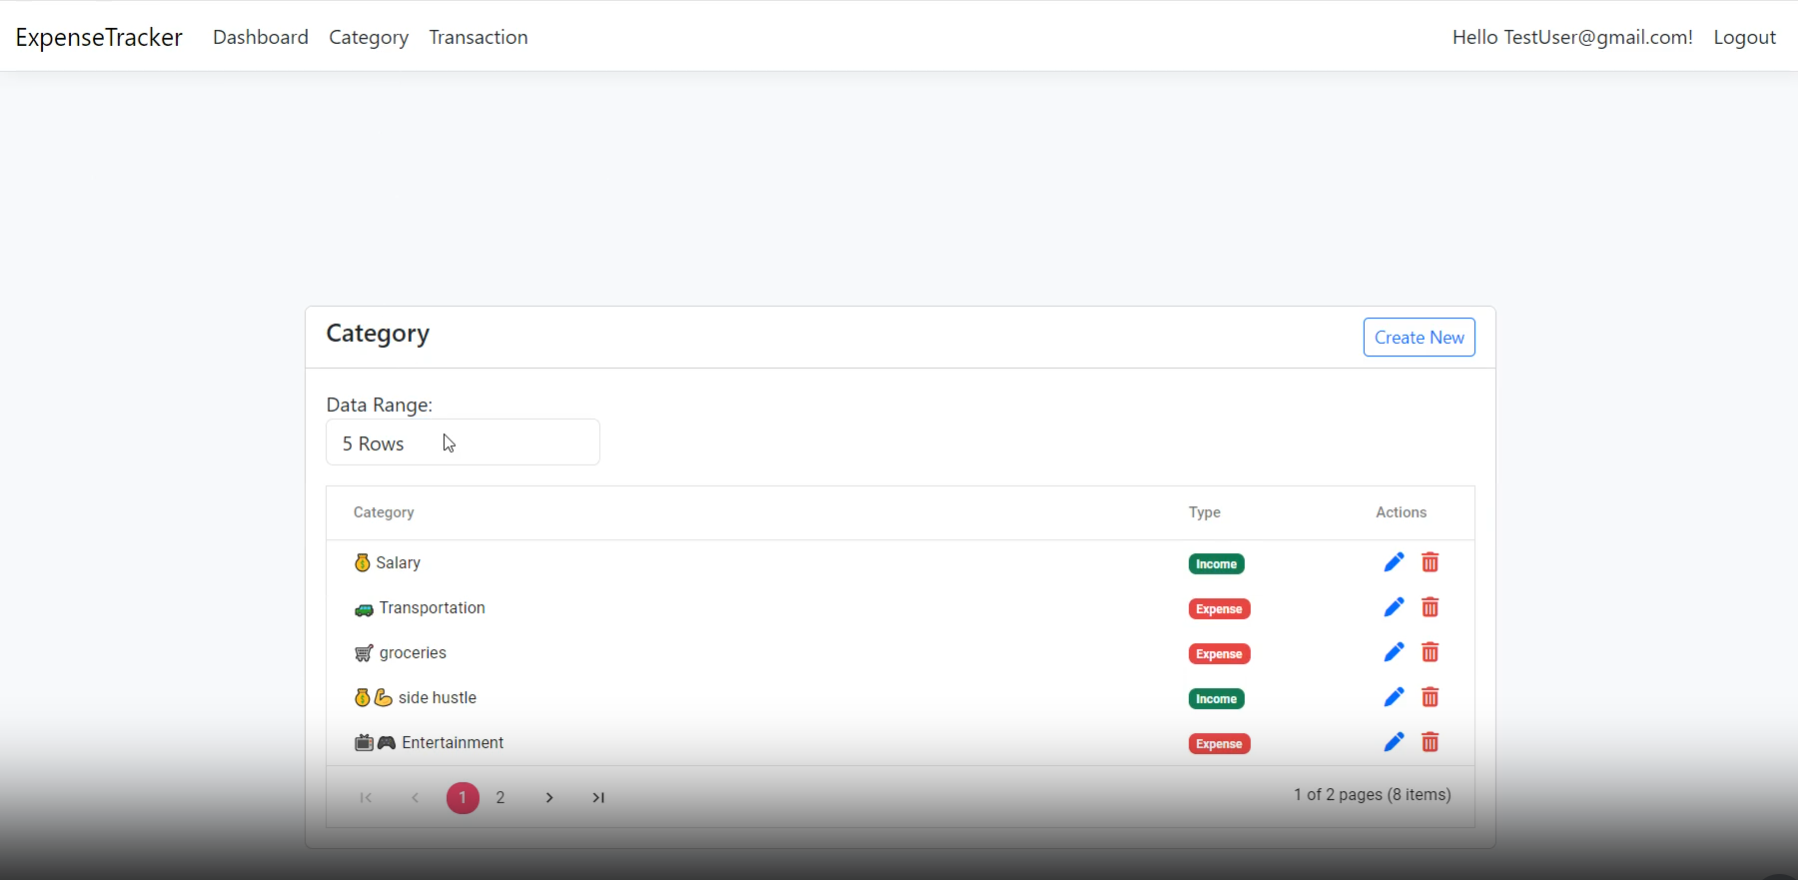 ExpenseTracker Dashboard Category Transaction Hello TestUser@gmail.com! Logout
Category Create New
Data Range:
5 Rows
Category Type Actions
Salary Income
Transportation Expense
groceries Expense
side hustle Income
Entertainment Expense
1 2 1 of 2 pages (8 items)